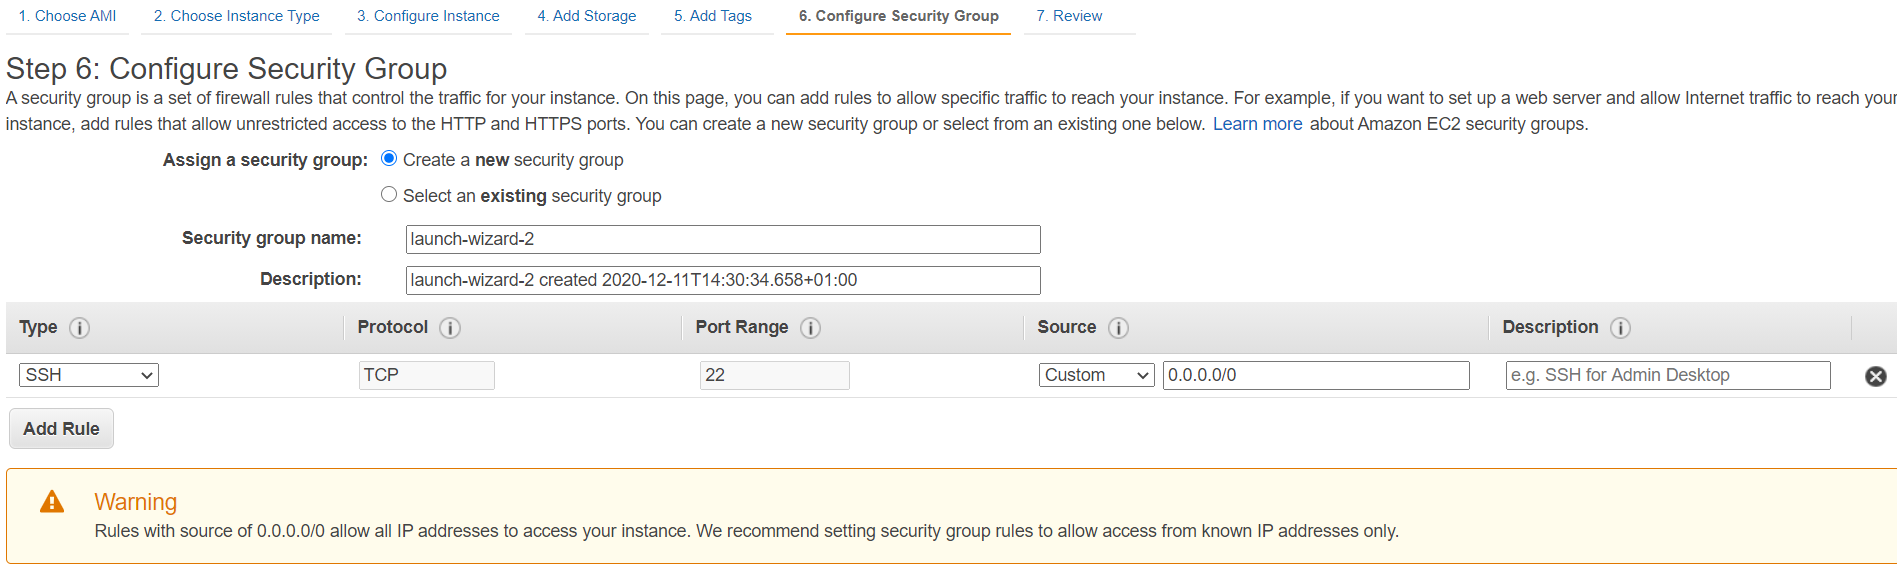 1. Choose AMI 2. Choose Instance Type 3. Configure Instance 4. Add Storage 5. Add Tags 6. Configure Security Group 7. Review
Step 6: Configure Security Group
A security group is a set of firewall rules that control the traffic for your instance. On this page, you can add rules to allow specific traffic to reach your instance. For example, if you want to set up a web server and allow Internet traffic to reach your
instance, add rules that allow unrestricted access to the HTTP and HTTPS ports. You can create a new security group or select from an existing one below. Learn more about Amazon EC2 security groups.
Assign a security group: Create a new security group
Select an existing security group
Security group name: launch-wizard-2
Description: launch-wizard-2 created 2020-12-11T14:30:34.658+01:00
Type i Protocol i Port Range i Source i Description i
SSH TCP 22 Custom 0.0.0.0/0 e.g. SSH for Admin Desktop
Add Rule
Warning
Rules with source of 0.0.0.0/0 allow all IP addresses to access your instance. We recommend setting security group rules to allow access from known IP addresses only.